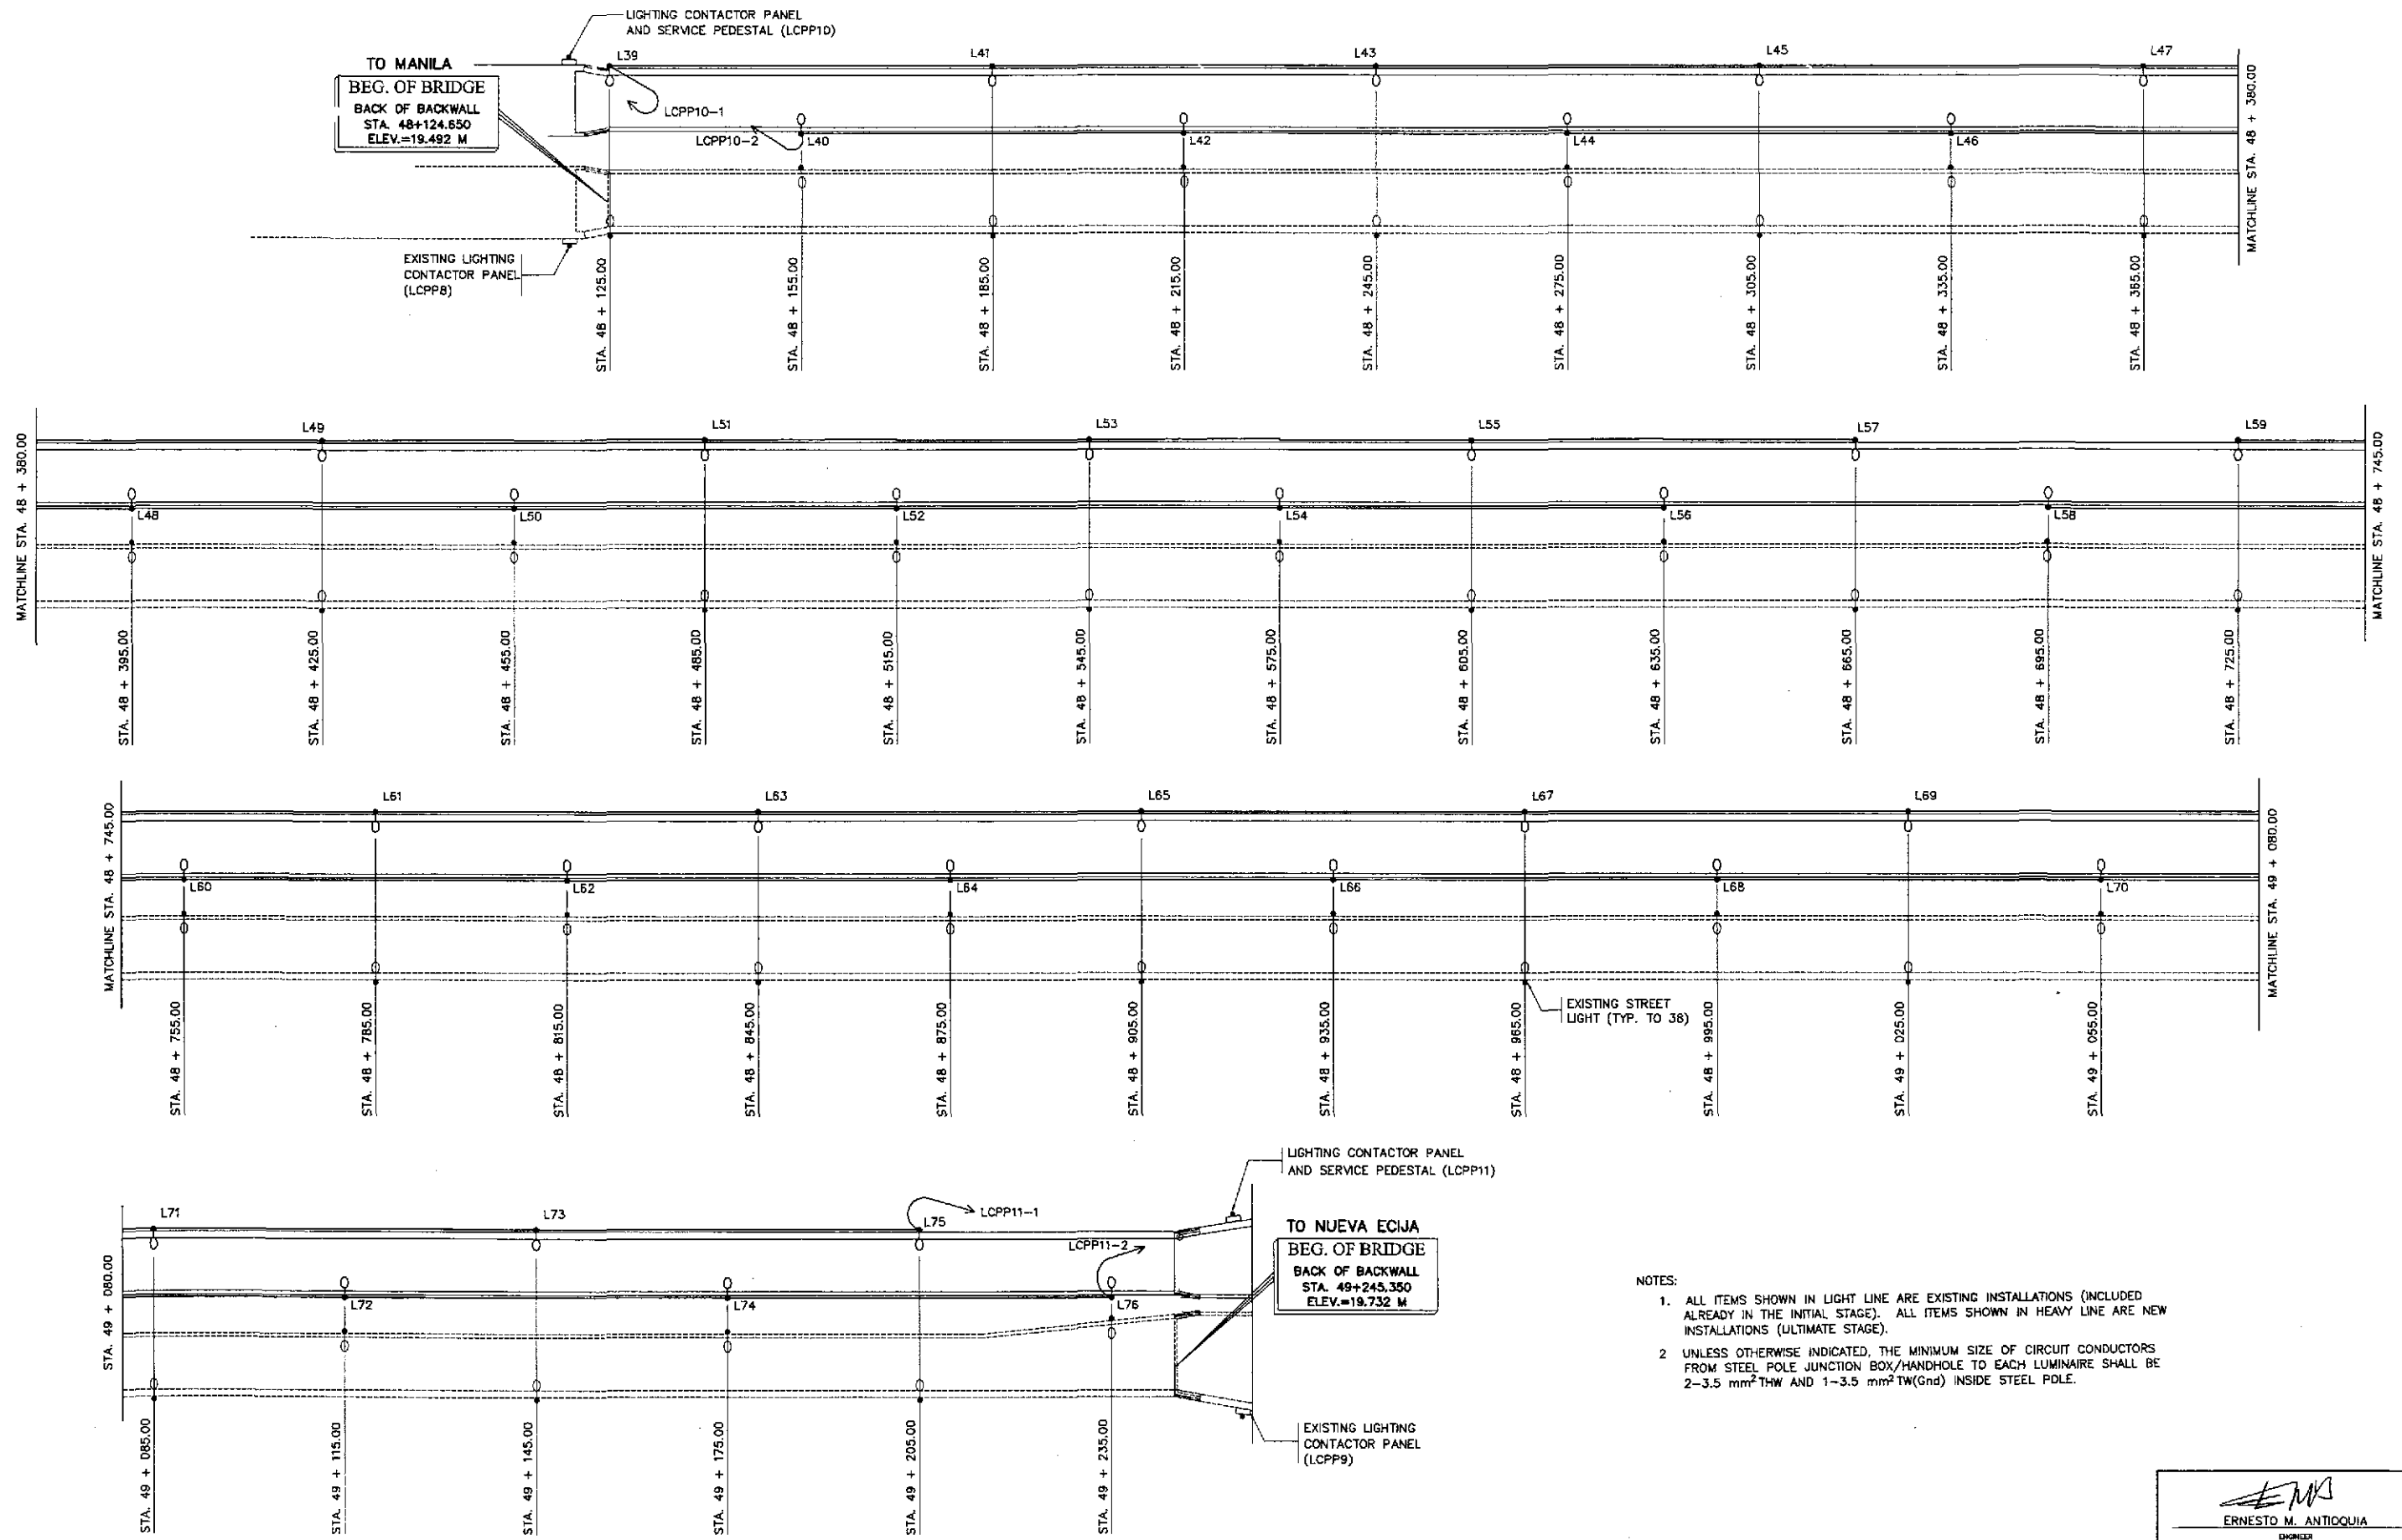 LIGHTING CONTACTOR PANEL
AND SERVICE PEDESTAL (LCPP10)
TO MANILA
BEG. OF BRIDGE
BACK OF BACKWALL
STA. 48+124.650
ELEV.=19.492 M
L39
L41
L43
L45
L47
LCPP10-1
LCPP10-2
L40
L42
L44
L46
EXISTING LIGHTING
CONTACTOR PANEL
(LCPP8)
STA. 48 + 125.00
STA. 48 + 155.00
STA. 48 + 185.00
STA. 48 + 215.00
STA. 48 + 245.00
STA. 48 + 275.00
STA. 48 + 305.00
STA. 48 + 335.00
STA. 48 + 365.00
MATCHLINE STA. 48 + 380.00
MATCHLINE STA. 48 + 380.00
L49
L51
L53
L55
L57
L59
L48
L50
L52
L54
L56
L58
STA. 48 + 395.00
STA. 48 + 425.00
STA. 48 + 455.00
STA. 48 + 485.00
STA. 48 + 515.00
STA. 48 + 545.00
STA. 48 + 575.00
STA. 48 + 605.00
STA. 48 + 635.00
STA. 48 + 665.00
STA. 48 + 695.00
STA. 48 + 725.00
MATCHLINE STA. 48 + 745.00
MATCHLINE STA. 48 + 745.00
L61
L63
L65
L67
L69
L60
L62
L64
L66
L68
L70
EXISTING STREET
LIGHT (TYP. TO 38)
STA. 48 + 755.00
STA. 48 + 785.00
STA. 48 + 815.00
STA. 48 + 845.00
STA. 48 + 875.00
STA. 48 + 905.00
STA. 48 + 935.00
STA. 48 + 965.00
STA. 48 + 995.00
STA. 49 + 025.00
STA. 49 + 055.00
MATCHLINE STA. 49 + 080.00
STA. 49 + 080.00
LIGHTING CONTACTOR PANEL
AND SERVICE PEDESTAL (LCPP11)
L71
L73
L75
LCPP11-1
LCPP11-2
L72
L74
L76
TO NUEVA ECIJA
BEG. OF BRIDGE
BACK OF BACKWALL
STA. 49+245.350
ELEV.=19.732 M
EXISTING LIGHTING
CONTACTOR PANEL
(LCPP9)
STA. 49 + 085.00
STA. 49 + 115.00
STA. 49 + 145.00
STA. 49 + 175.00
STA. 49 + 205.00
STA. 49 + 235.00
NOTES:
1. ALL ITEMS SHOWN IN LIGHT LINE ARE EXISTING INSTALLATIONS (INCLUDED
ALREADY IN THE INITIAL STAGE). ALL ITEMS SHOWN IN HEAVY LINE ARE NEW
INSTALLATIONS (ULTIMATE STAGE).
2 UNLESS OTHERWISE INDICATED, THE MINIMUM SIZE OF CIRCUIT CONDUCTORS
FROM STEEL POLE JUNCTION BOX/HANDHOLE TO EACH LUMINAIRE SHALL BE
2-3.5 mm² THW AND 1-3.5 mm² TW(Gnd) INSIDE STEEL POLE.
ERNESTO M. ANTIOQUIA
ENGINEER